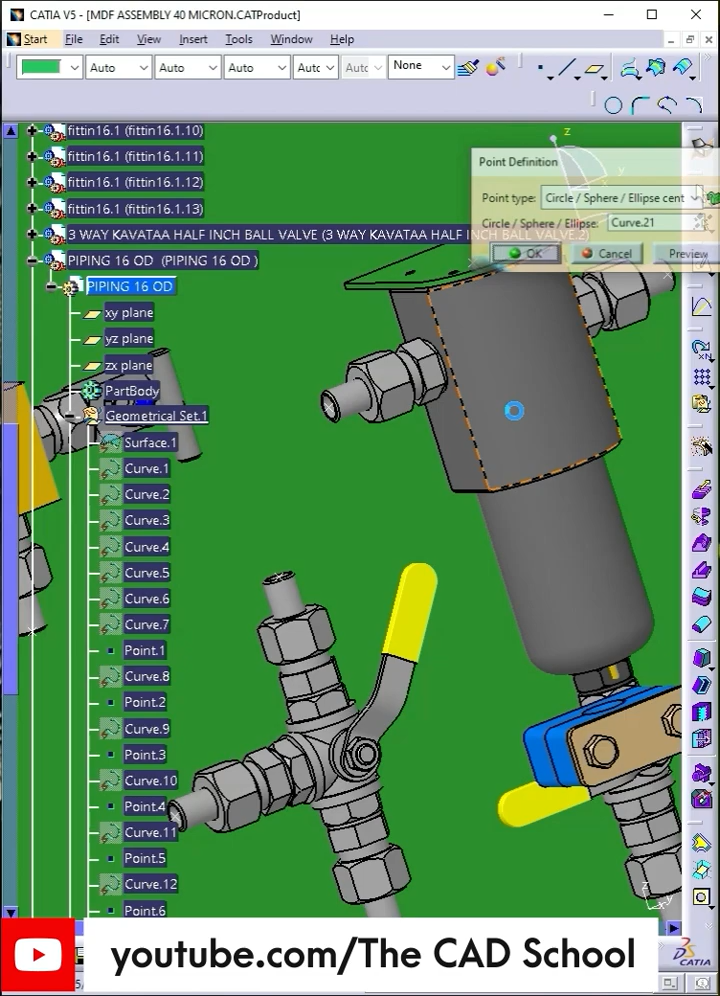 CATIA V5 - [MDF ASSEMBLY 40 MICRON.CATProduct]
Start File Edit View Insert Tools Window Help
Auto Auto Auto Auto Auto None
fittin16.1 (fittin16.1.10)
fittin16.1 (fittin16.1.11)
fittin16.1 (fittin16.1.12)
fittin16.1 (fittin16.1.13)
3 WAY KAVATAA HALF INCH BALL VALVE (3 WAY KAVATAA HALF INCH BALL VALVE.2)
PIPING 16 OD (PIPING 16 OD )
PIPING 16 OD
xy plane
yz plane
zx plane
PartBody
Geometrical Set.1
Surface.1
Curve.1
Curve.2
Curve.3
Curve.4
Curve.5
Curve.6
Curve.7
Point.1
Curve.8
Point.2
Curve.9
Point.3
Curve.10
Point.4
Curve.11
Point.5
Curve.12
Point.6
z
y
Point Definition
Point type: Circle / Sphere / Ellipse cent
Circle / Sphere / Ellipse: Curve.21
OK Cancel Preview
z
y
CATIA
youtube.com/The CAD School